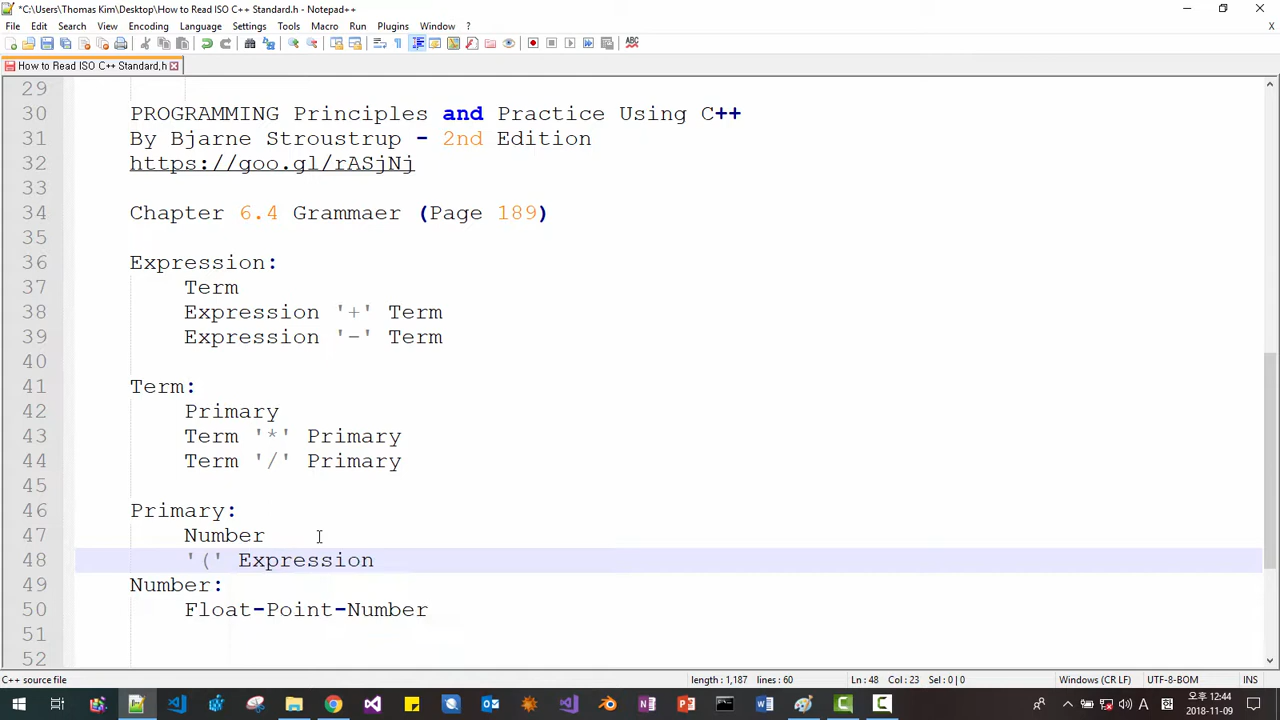 *C:\Users\Thomas Kim\Desktop\How to Read ISO C++ Standard.h - Notepad++
File Edit Search View Encoding Language Settings Tools Macro Run Plugins Window ?
X
ABC
How to Read ISO C++ Standard.h
29
30 PROGRAMMING Principles and Practice Using C++
31 By Bjarne Stroustrup - 2nd Edition
32 https://goo.gl/rASjNj
33
34 Chapter 6.4 Grammaer (Page 189)
35
36 Expression:
37 Term
38 Expression '+' Term
39 Expression '-' Term
40
41 Term:
42 Primary
43 Term '*' Primary
44 Term '/' Primary
45
46 Primary:
47 Number
48 '(' Expression
49 Number:
50 Float-Point-Number
51
52
C++ source file length : 1,187 lines : 60 Ln : 48 Col : 23 Sel : 0 | 0 Windows (CR LF) UTF-8-BOM INS
A 오후 12:44
2018-11-09